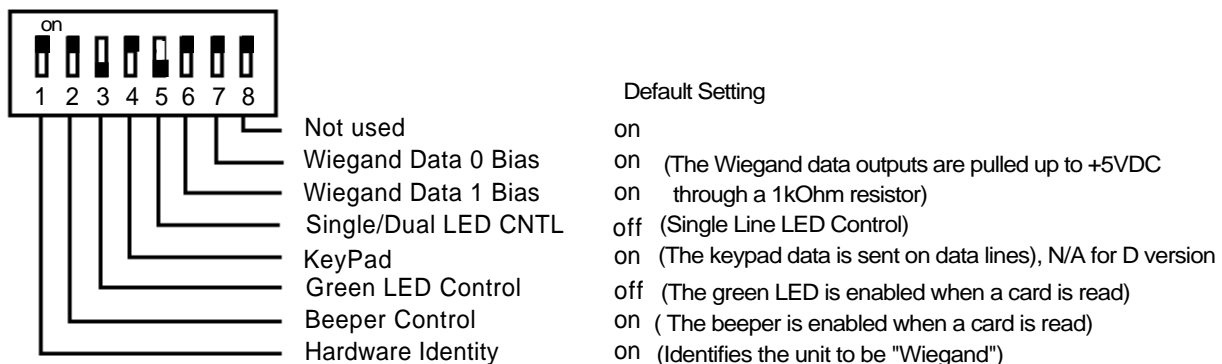 on
1 2 3 4 5 6 7 8
Default Setting
Not used on
Wiegand Data 0 Bias on (The Wiegand data outputs are pulled up to +5VDC
Wiegand Data 1 Bias on through a 1kOhm resistor)
Single/Dual LED CNTL off (Single Line LED Control)
KeyPad on (The keypad data is sent on data lines), N/A for D version
Green LED Control off (The green LED is enabled when a card is read)
Beeper Control on ( The beeper is enabled when a card is read)
Hardware Identity on (Identifies the unit to be "Wiegand")